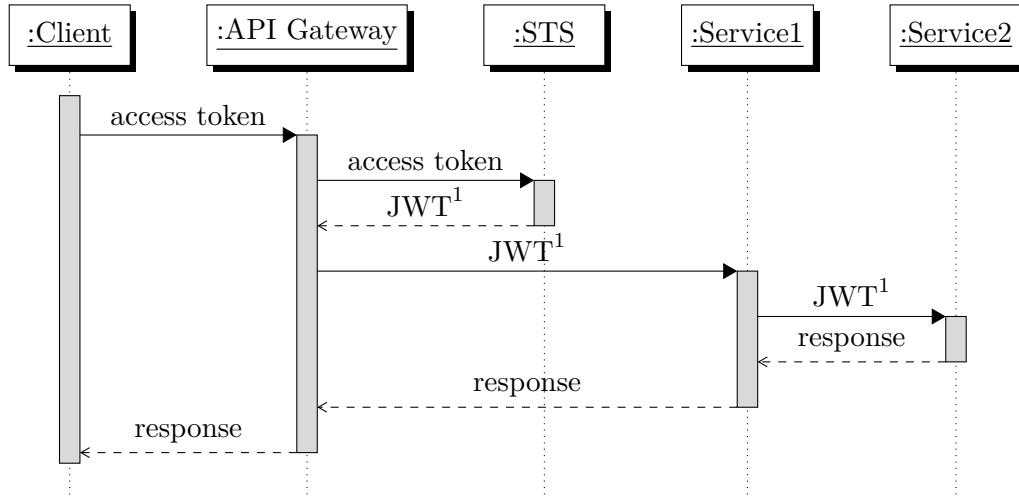 :Client
:API Gateway
:STS
:Service1
:Service2
access token
access token
JWT¹
JWT¹
JWT¹
response
response
response